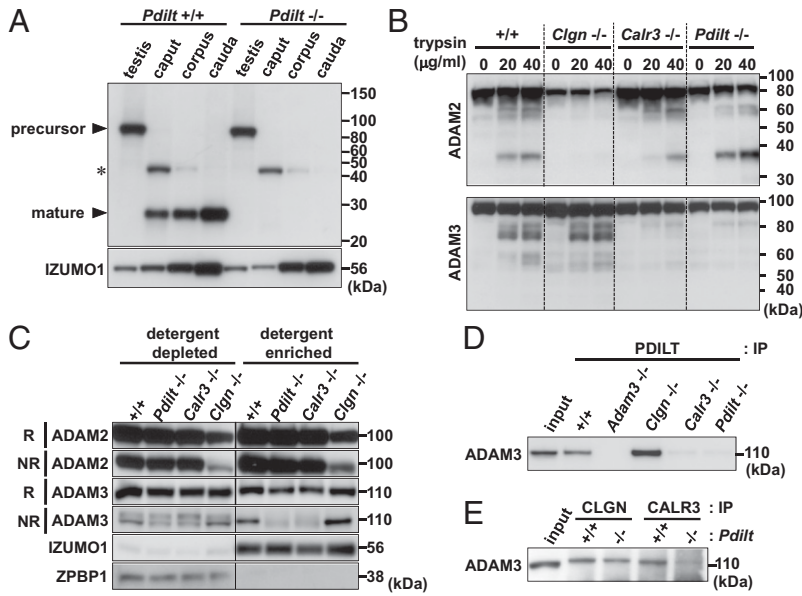 A
Pdilt +/+ Pdilt -/-
testis caput corpus cauda testis caput corpus cauda
precursor
*
mature
150
100
80
60
50
40
30
20
IZUMO1
56
(kDa)
B
trypsin (μg/ml)
+/+ Clgn -/- Calr3 -/- Pdilt -/-
0 20 40 0 20 40 0 20 40 0 20 40
ADAM2
100
80
60
50
40
30
ADAM3
100
80
60
50
40
(kDa)
C
detergent depleted
detergent enriched
+/+ Pdilt -/- Calr3 -/- Clgn -/- +/+ Pdilt -/- Calr3 -/- Clgn -/-
R ADAM2 100
NR ADAM2 100
R ADAM3 110
NR ADAM3 110
IZUMO1 56
ZPBP1 38 (kDa)
D
PDILT : IP
input +/+ Adam3 -/- Clgn -/- Calr3 -/- Pdilt -/-
ADAM3 110
(kDa)
E
CLGN CALR3 : IP
input +/+ -/- +/+ -/- : Pdilt
ADAM3 110
(kDa)